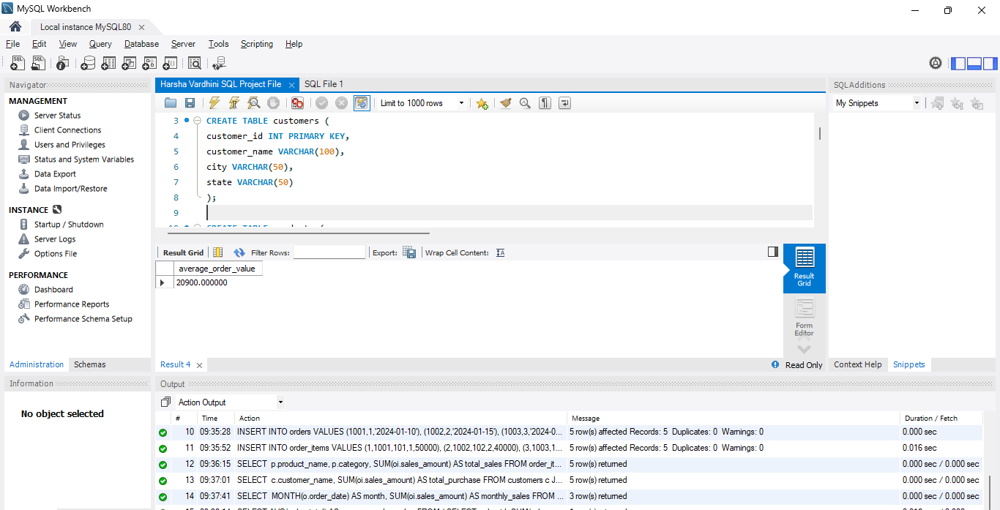 MySQL Workbench
Local instance MySQL80
File Edit View Query Database Server Tools Scripting Help
Navigator
MANAGEMENT
Server Status
Client Connections
Users and Privileges
Status and System Variables
Data Export
Data Import/Restore
INSTANCE
Startup / Shutdown
Server Logs
Options File
PERFORMANCE
Dashboard
Performance Reports
Performance Schema Setup
Administration Schemas
Information
No object selected
Harsha Vardhini SQL Project File SQL File 1
Limit to 1000 rows
3 CREATE TABLE customers (
4 customer_id INT PRIMARY KEY,
5 customer_name VARCHAR(100),
6 city VARCHAR(50),
7 state VARCHAR(50)
8 );
9
Result Grid Filter Rows: Export: Wrap Cell Content:
average_order_value
20900.000000
Result Grid
Form Editor
Result 4 Read Only
SQLAdditions
My Snippets
Context Help Snippets
Output
Action Output
# Time Action Message Duration / Fetch
10 09:35:28 INSERT INTO orders VALUES (1001,1,'2024-01-10'), (1002,2,'2024-01-15'), (1003,3,'2024-0... 5 row(s) affected Records: 5 Duplicates: 0 Warnings: 0 0.000 sec
11 09:35:52 INSERT INTO order_items VALUES (1,1001,101,1,50000), (2,1002,102,2,40000), (3,1003,1... 5 row(s) affected Records: 5 Duplicates: 0 Warnings: 0 0.016 sec
12 09:36:15 SELECT p.product_name, p.category, SUM(oi.sales_amount) AS total_sales FROM order_it... 5 row(s) returned 0.000 sec / 0.000 sec
13 09:37:01 SELECT c.customer_name, SUM(oi.sales_amount) AS total_purchase FROM customers c J... 5 row(s) returned 0.000 sec / 0.000 sec
14 09:37:41 SELECT MONTH(o.order_date) AS month, SUM(oi.sales_amount) AS monthly_sales FROM ... 3 row(s) returned 0.000 sec / 0.000 sec